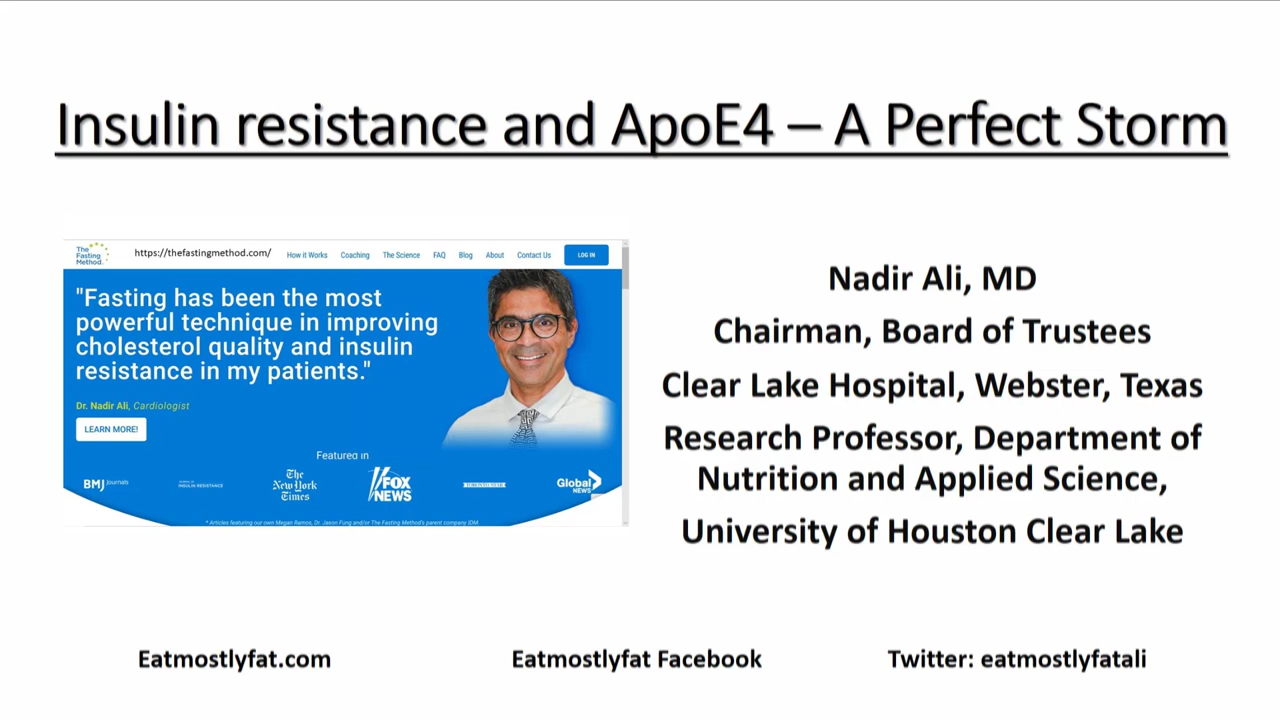 Insulin resistance and ApoE4 – A Perfect Storm
The Fasting Method.
https://thefastingmethod.com/
How it Works Coaching The Science FAQ Blog About Contact Us LOG IN
"Fasting has been the most
powerful technique in improving
cholesterol quality and insulin
resistance in my patients."
Dr. Nadir Ali, Cardiologist
LEARN MORE!
Featured in
BMJ Journals
INSULIN RESISTANCE
The
New York
Times
FOX
NEWS
Global
NEWS
* Articles featuring our own Megan Ramos, Dr. Jason Fung and/or The Fasting Method's parent company IDM.
Nadir Ali, MD
Chairman, Board of Trustees
Clear Lake Hospital, Webster, Texas
Research Professor, Department of
Nutrition and Applied Science,
University of Houston Clear Lake
Eatmostlyfat.com
Eatmostlyfat Facebook
Twitter: eatmostlyfatali